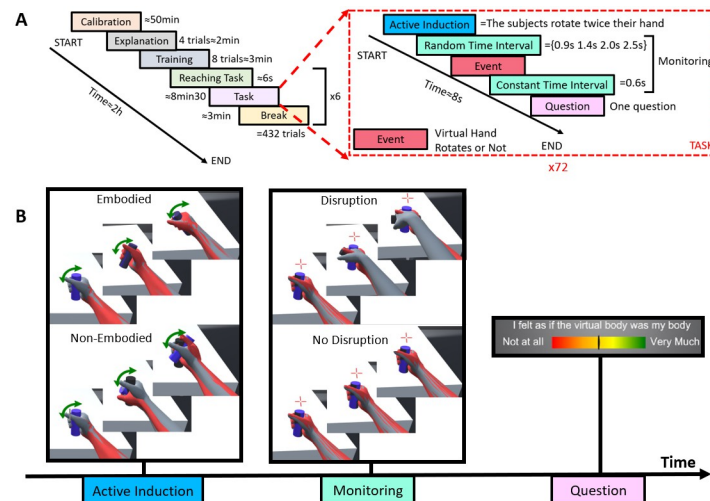 A
Calibration ≈50min
START
Explanation 4 trials≈2min
Training 8 trials≈3min
Reaching Task ≈6s
≈8min30 Task x6
≈3min Break
=432 trials
Time≈2h
END
Active Induction =The subjects rotate twice their hand
START
Random Time Interval ={0.9s 1.4s 2.0s 2.5s}
Monitoring
Event
Constant Time Interval =0.6s
Time≈8s
Question One question
Event Virtual Hand
Rotates or Not
END
TASK
x72
B
Embodied
Disruption
Non-Embodied
No Disruption
I felt as if the virtual body was my body
Not at all Very Much
Time
Active Induction Monitoring Question